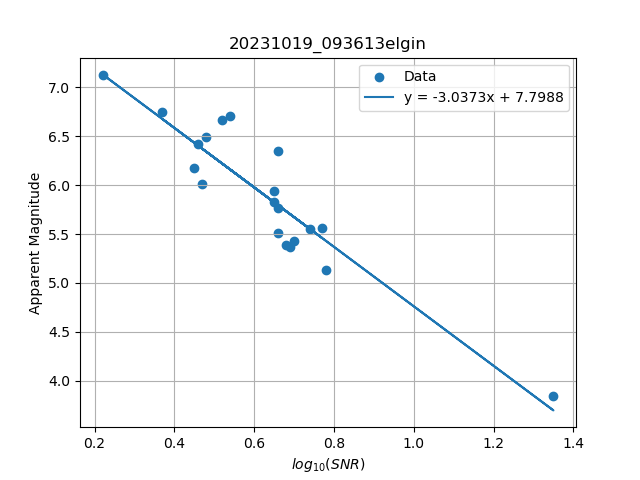 20231019_093613elgin
Data
y = -3.0373x + 7.7988
Apparent Magnitude
7.0
6.5
6.0
5.5
5.0
4.5
4.0
0.2 0.4 0.6 0.8 1.0 1.2 1.4
log10(SNR)